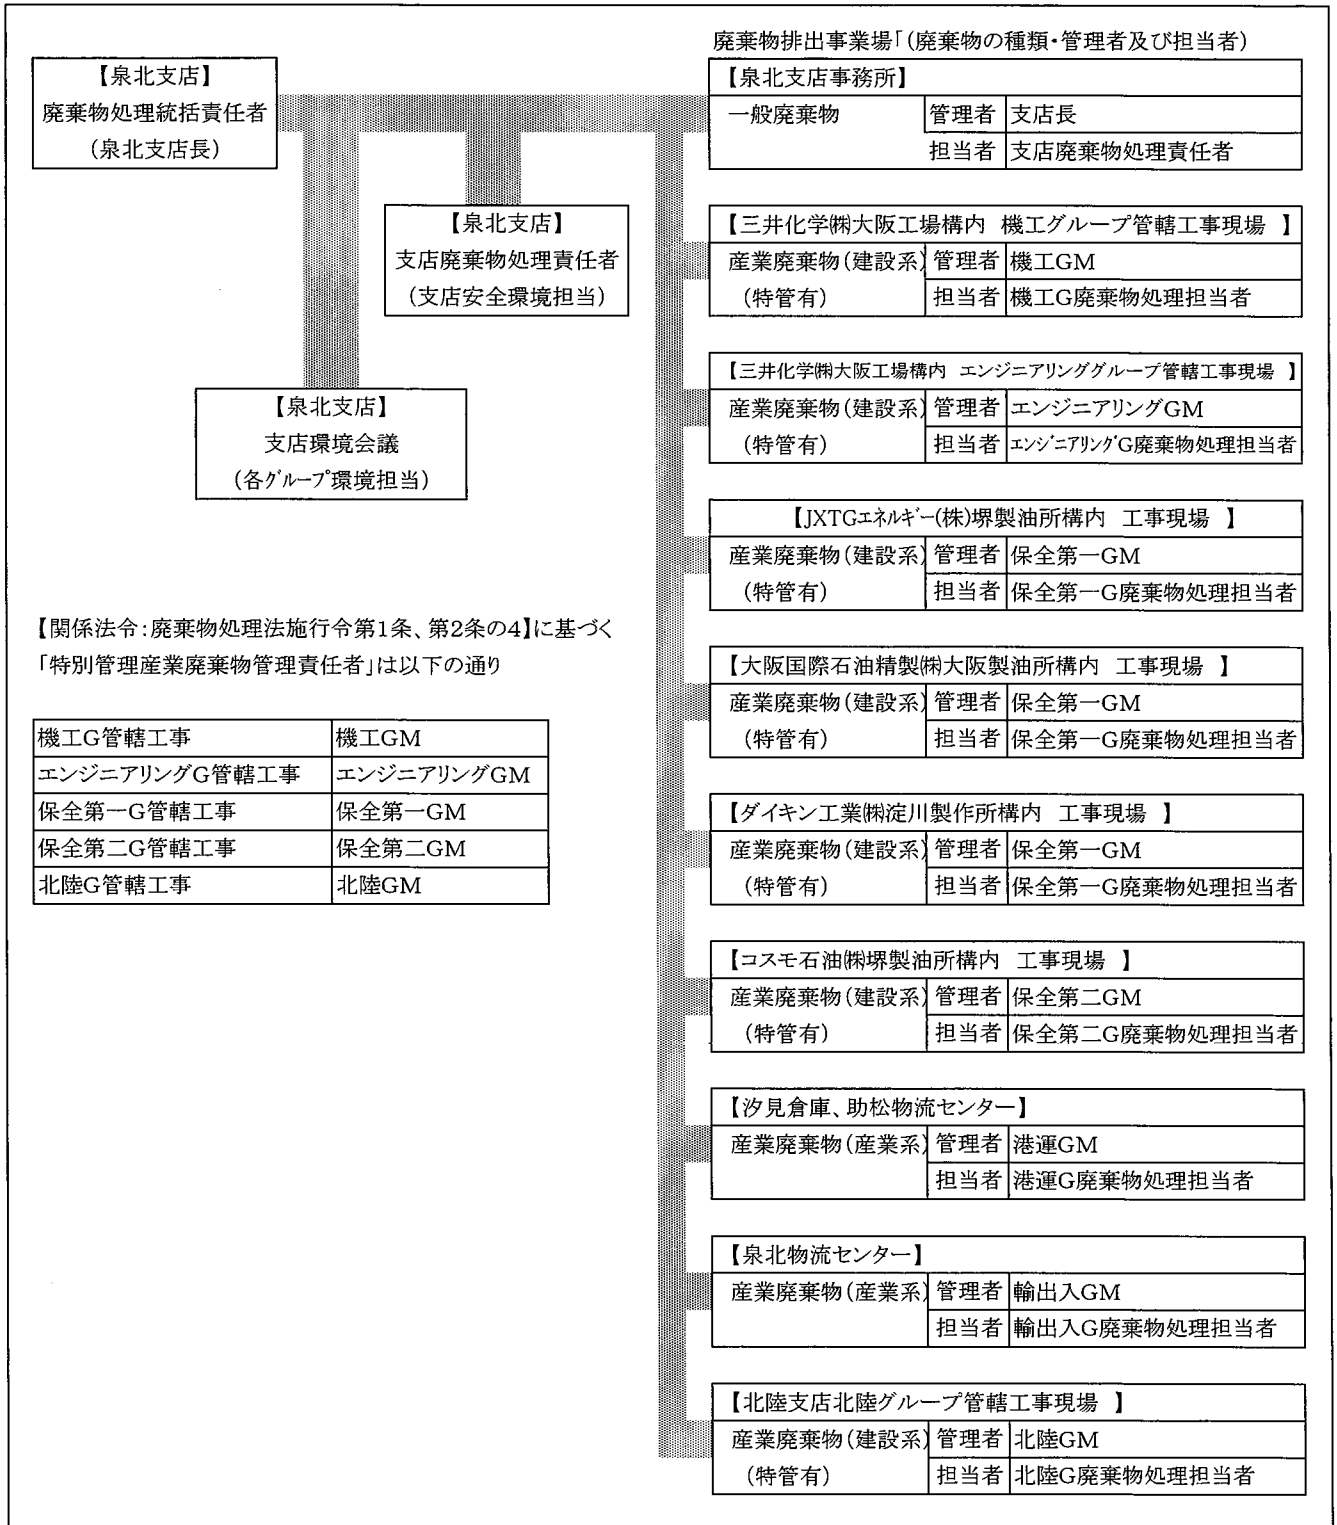 廃棄物排出事業場「(廃棄物の種類・管理者及び担当者)
【泉北支店】
廃棄物処理統括責任者
(泉北支店長)
【泉北支店】
支店廃棄物処理責任者
(支店安全環境担当)
【泉北支店】
支店環境会議
(各グループ環境担当)
【関係法令:廃棄物処理法施行令第1条、第2条の4】に基づく
「特別管理産業廃棄物管理責任者」は以下の通り
機工G管轄工事 機工GM
エンジニアリングG管轄工事 エンジニアリングGM
保全第一G管轄工事 保全第一GM
保全第二G管轄工事 保全第二GM
北陸G管轄工事 北陸GM
【泉北支店事務所】
一般廃棄物 管理者 支店長
担当者 支店廃棄物処理責任者
【三井化学㈱大阪工場構内 機工グループ管轄工事現場 】
産業廃棄物(建設系) 管理者 機工GM
(特管有) 担当者 機工G廃棄物処理担当者
【三井化学㈱大阪工場構内 エンジニアリンググループ管轄工事現場 】
産業廃棄物(建設系) 管理者 エンジニアリングGM
(特管有) 担当者 エンジニアリングG廃棄物処理担当者
【JXTGエネルギー(株)堺製油所構内 工事現場 】
産業廃棄物(建設系) 管理者 保全第一GM
(特管有) 担当者 保全第一G廃棄物処理担当者
【大阪国際石油精製㈱大阪製油所構内 工事現場 】
産業廃棄物(建設系) 管理者 保全第一GM
(特管有) 担当者 保全第一G廃棄物処理担当者
【ダイキン工業㈱淀川製作所構内 工事現場 】
産業廃棄物(建設系) 管理者 保全第一GM
(特管有) 担当者 保全第一G廃棄物処理担当者
【コスモ石油㈱堺製油所構内 工事現場 】
産業廃棄物(建設系) 管理者 保全第二GM
(特管有) 担当者 保全第二G廃棄物処理担当者
【汐見倉庫、助松物流センター】
産業廃棄物(産業系) 管理者 港運GM
担当者 港運G廃棄物処理担当者
【泉北物流センター】
産業廃棄物(産業系) 管理者 輸出入GM
担当者 輸出入G廃棄物処理担当者
【北陸支店北陸グループ管轄工事現場 】
産業廃棄物(建設系) 管理者 北陸GM
(特管有) 担当者 北陸G廃棄物処理担当者